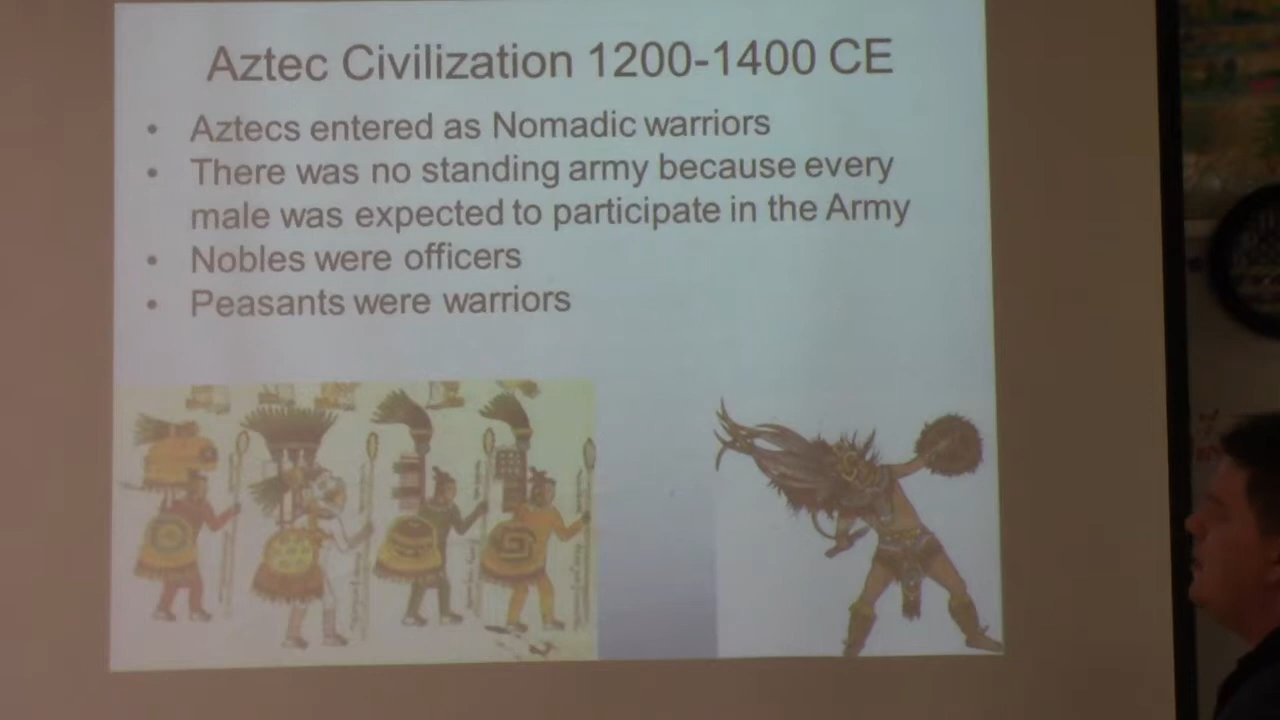 Aztec Civilization 1200-1400 CE
• Aztecs entered as Nomadic warriors
• There was no standing army because every
male was expected to participate in the Army
• Nobles were officers
• Peasants were warriors